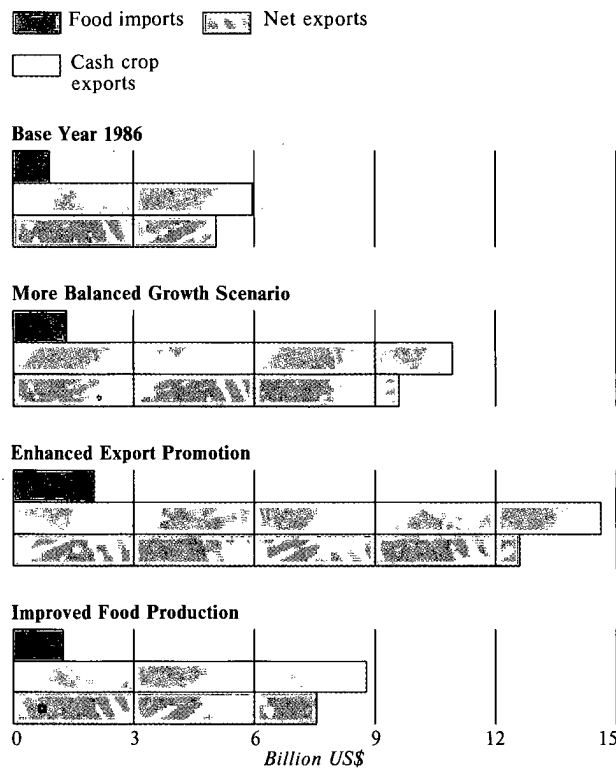 Food imports
Net exports
Cash crop
exports
Base Year 1986
More Balanced Growth Scenario
Enhanced Export Promotion
Improved Food Production
0 3 6 9 12 15
Billion US$